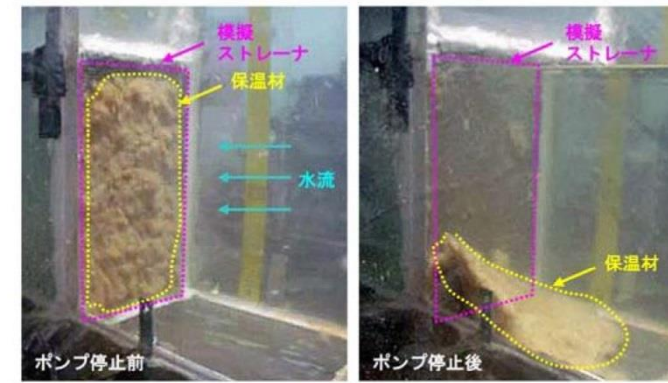 模擬
ストレーナ
保温材
水流
ポンプ停止前
模擬
ストレーナ
保温材
ポンプ停止後